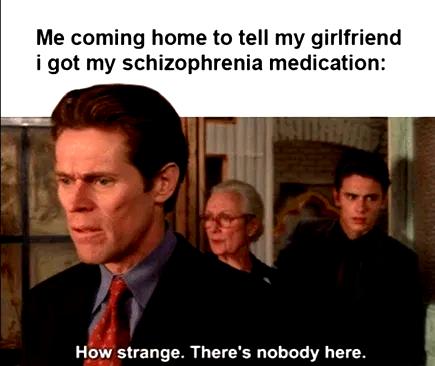 Me coming home to tell my girlfriend
i got my schizophrenia medication:
How strange. There's nobody here.